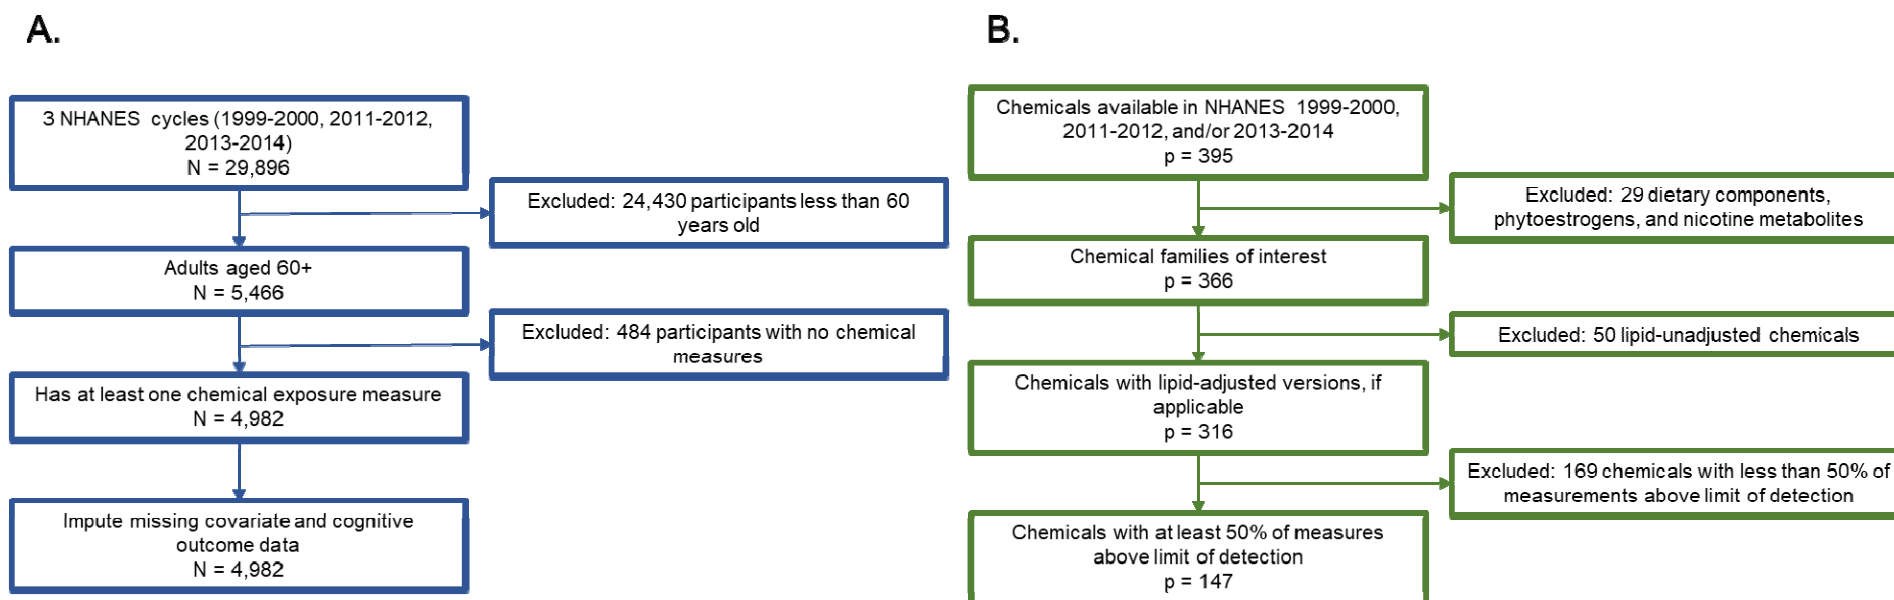 A.
3 NHANES cycles (1999-2000, 2011-2012,
2013-2014)
N = 29,896
Excluded: 24,430 participants less than 60
years old
Adults aged 60+
N = 5,466
Excluded: 484 participants with no chemical
measures
Has at least one chemical exposure measure
N = 4,982
Impute missing covariate and cognitive
outcome data
N = 4,982
B.
Chemicals available in NHANES 1999-2000,
2011-2012, and/or 2013-2014
p = 395
Excluded: 29 dietary components,
phytoestrogens, and nicotine metabolites
Chemical families of interest
p = 366
Excluded: 50 lipid-unadjusted chemicals
Chemicals with lipid-adjusted versions, if
applicable
p = 316
Excluded: 169 chemicals with less than 50% of
measurements above limit of detection
Chemicals with at least 50% of measures
above limit of detection
p = 147